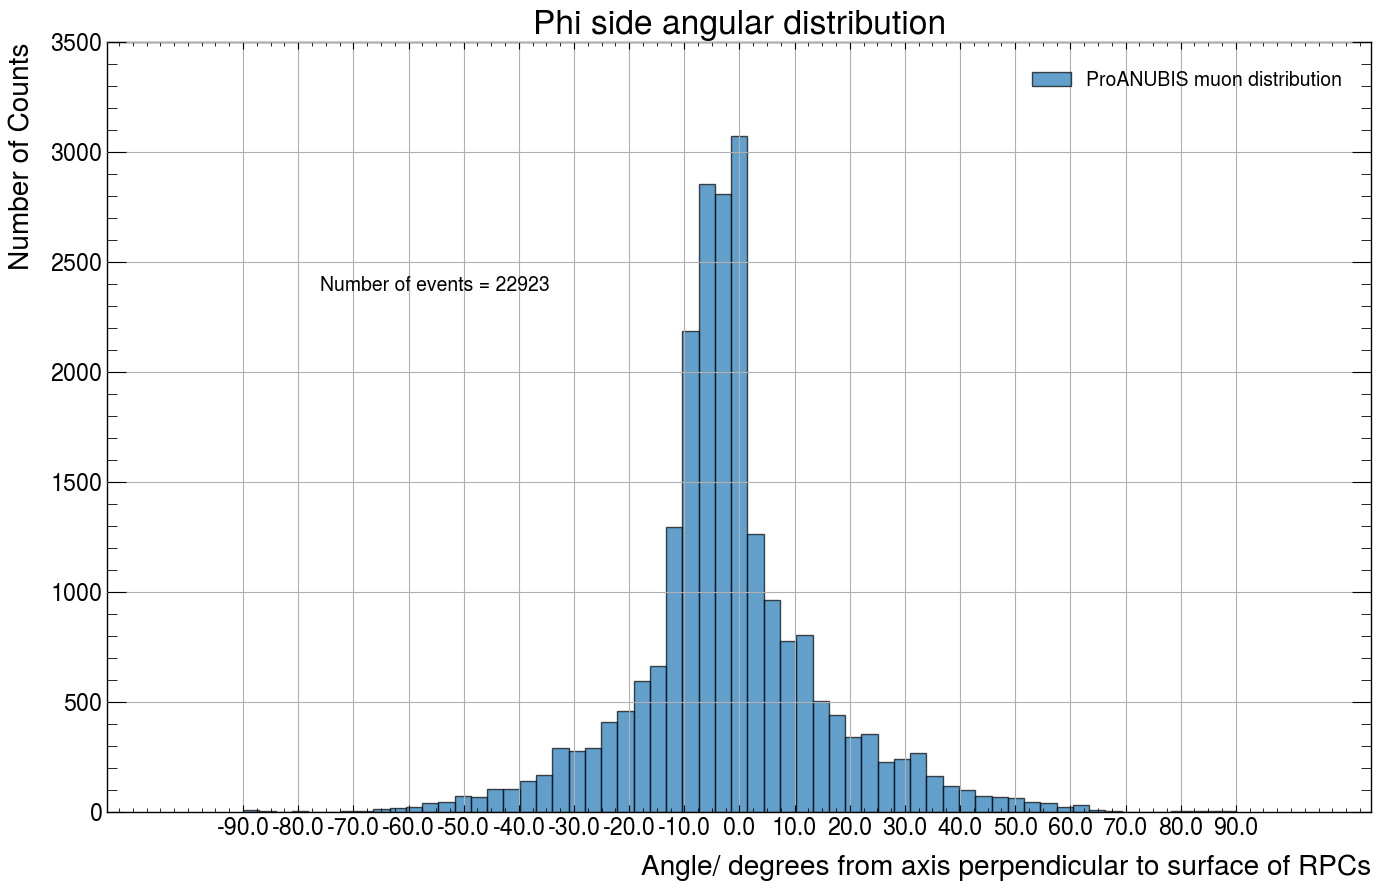 Phi side angular distribution
Number of Counts
3500
3000
2500
2000
1500
1000
500
0
ProANUBIS muon distribution
Number of events = 22923
-90.0 -80.0 -70.0 -60.0 -50.0 -40.0 -30.0 -20.0 -10.0 0.0 10.0 20.0 30.0 40.0 50.0 60.0 70.0 80.0 90.0
Angle/ degrees from axis perpendicular to surface of RPCs